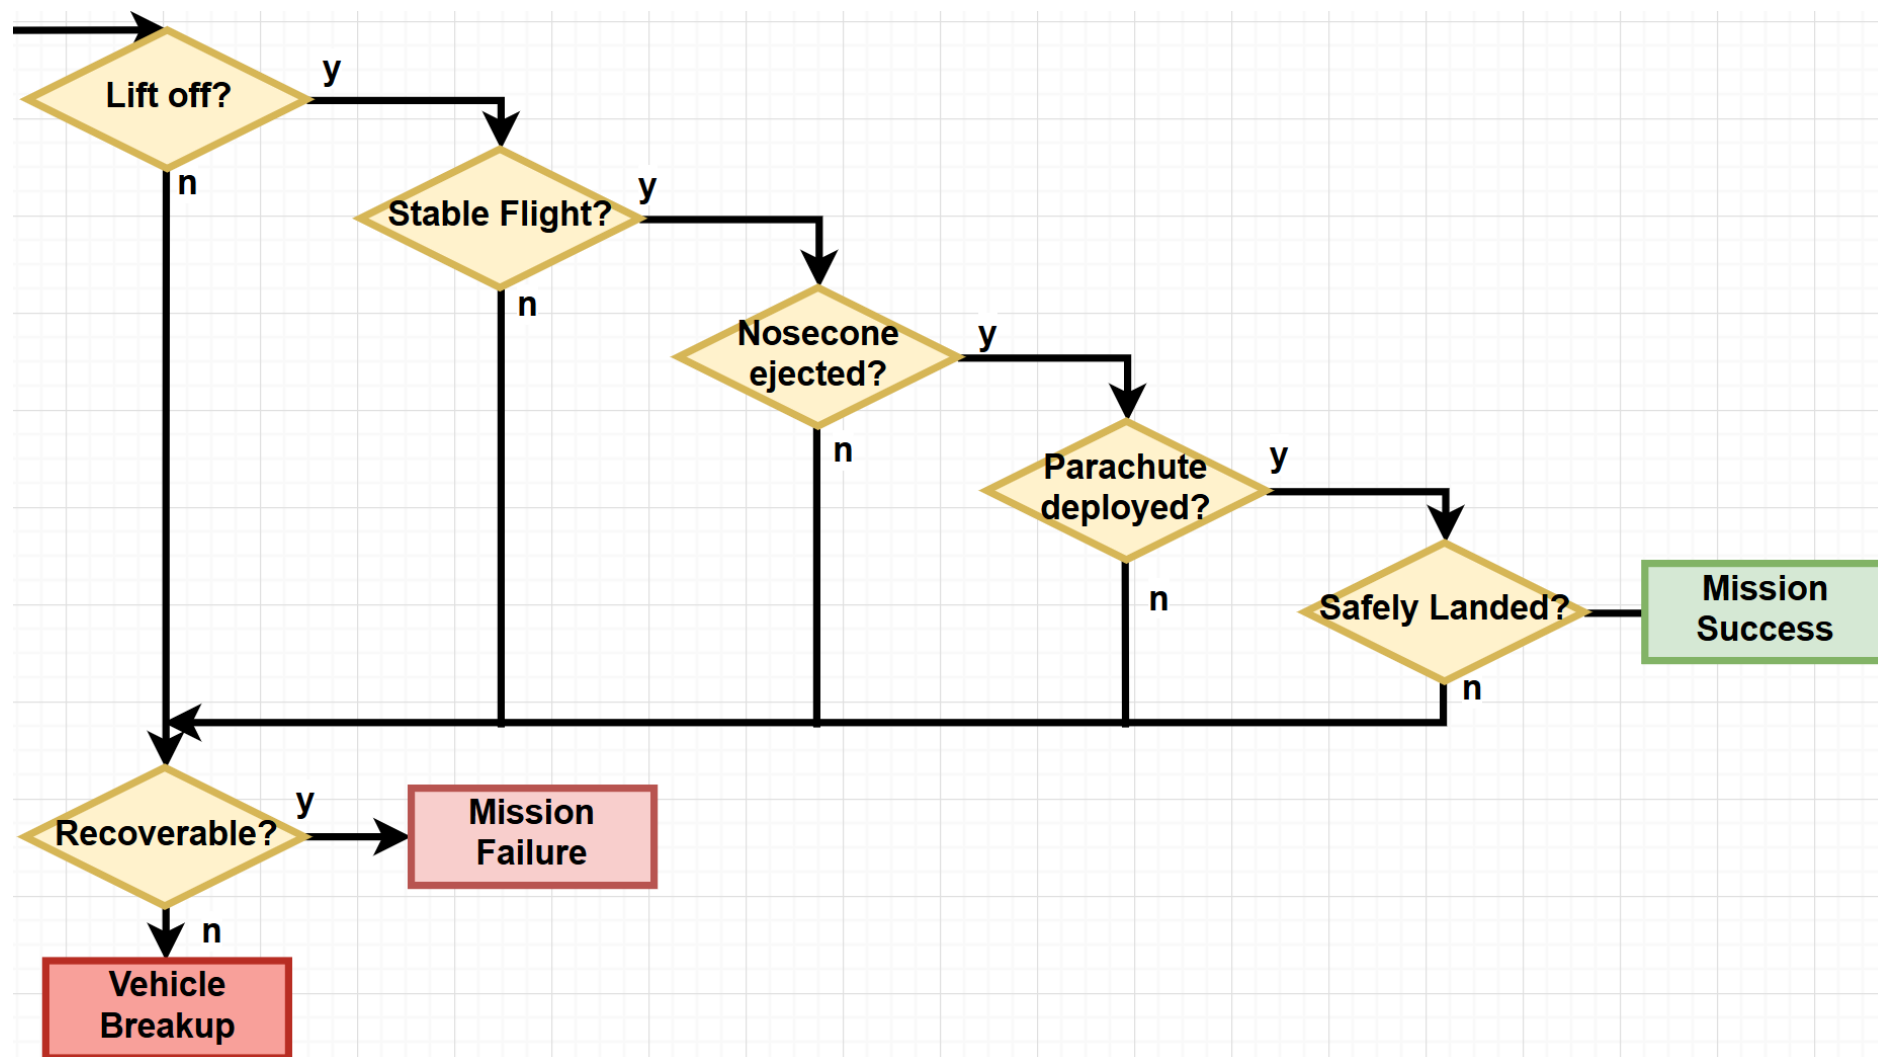 Lift off?
y
n
Stable Flight?
y
n
Nosecone
ejected?
y
n
Parachute
deployed?
y
n
Safely Landed?
n
Mission
Success
Recoverable?
y
n
Mission
Failure
Vehicle
Breakup